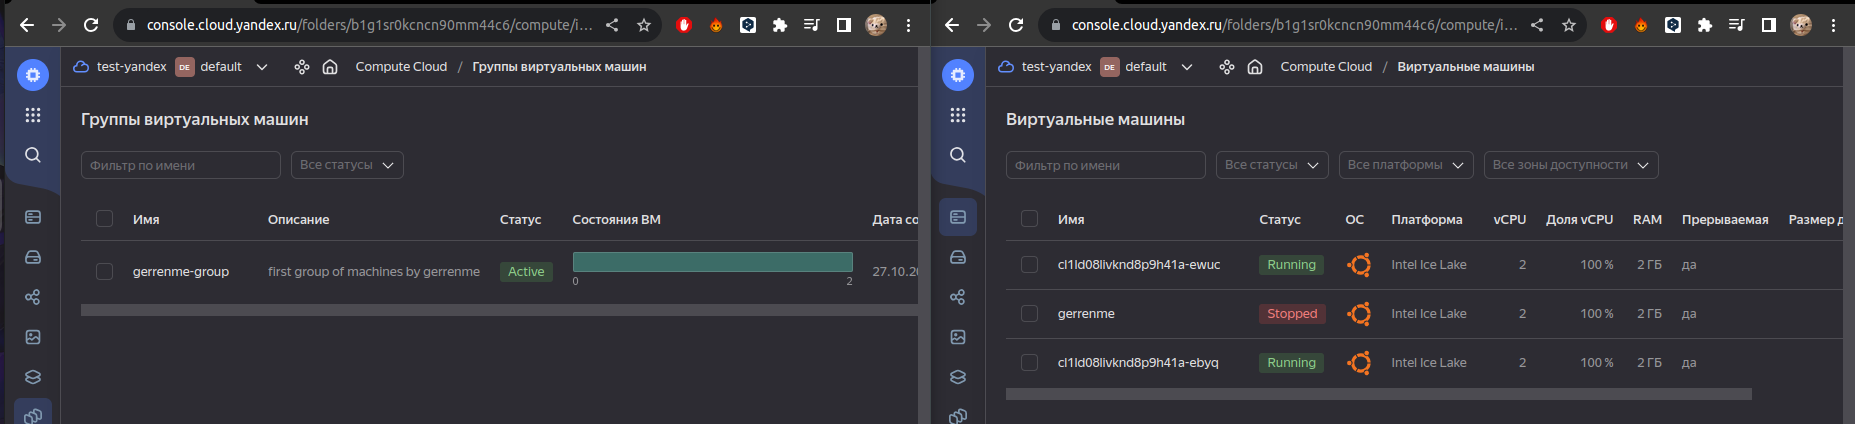 console.cloud.yandex.ru/folders/b1g1sr0kcncn90mm44c6/compute/i...
test-yandex DE default Compute Cloud / Группы виртуальных машин
Группы виртуальных машин
Фильтр по имени Все статусы
Имя Описание Статус Состояния ВМ Дата со
gerrenme-group first group of machines by gerrenme Active 27.10.20
0 2
console.cloud.yandex.ru/folders/b1g1sr0kcncn90mm44c6/compute/i...
test-yandex DE default Compute Cloud / Виртуальные машины
Виртуальные машины
Фильтр по имени Все статусы Все платформы Все зоны доступности
Имя Статус ОС Платформа vCPU Доля vCPU RAM Прерываемая Размер д
cl1ld08livknd8p9h41a-ewuc Running Intel Ice Lake 2 100 % 2 ГБ да
gerrenme Stopped Intel Ice Lake 2 100 % 2 ГБ да
cl1ld08livknd8p9h41a-ebyq Running Intel Ice Lake 2 100 % 2 ГБ да